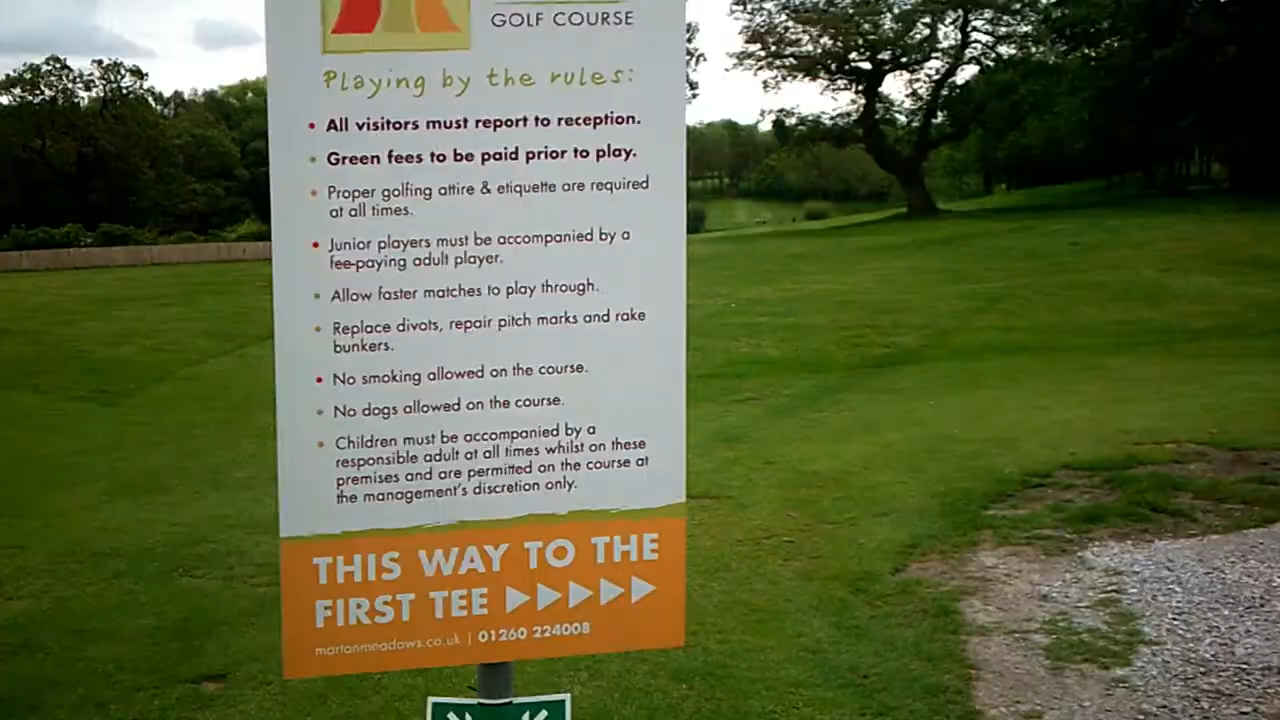 GOLF COURSE
Playing by the rules:
• All visitors must report to reception.
• Green fees to be paid prior to play.
• Proper golfing attire & etiquette are required
at all times.
• Junior players must be accompanied by a
fee-paying adult player.
• Allow faster matches to play through.
• Replace divots, repair pitch marks and rake
bunkers.
• No smoking allowed on the course.
• No dogs allowed on the course.
• Children must be accompanied by a
responsible adult at all times whilst on these
premises and are permitted on the course at
the management's discretion only.
THIS WAY TO THE
FIRST TEE
martonmeadows.co.uk | 01260 224008